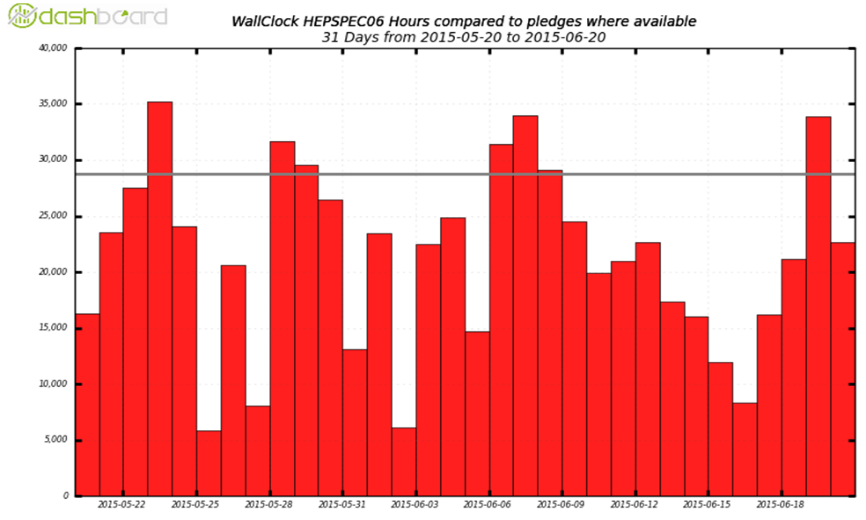 dashboard
WallClock HEPSPEC06 Hours compared to pledges where available
31 Days from 2015-05-20 to 2015-06-20
40,000
35,000
30,000
25,000
20,000
15,000
10,000
5,000
0
2015-05-22 2015-05-25 2015-05-28 2015-05-31 2015-06-03 2015-06-06 2015-06-09 2015-06-12 2015-06-15 2015-06-18